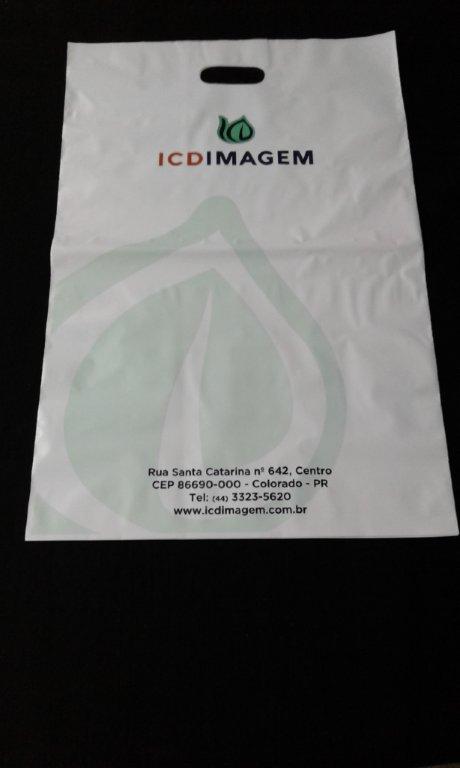 ICDIMAGEM
Rua Santa Catarina nº 642, Centro
CEP 86690-000 - Colorado - PR
Tel: (44) 3323-5620
www.icdimagem.com.br